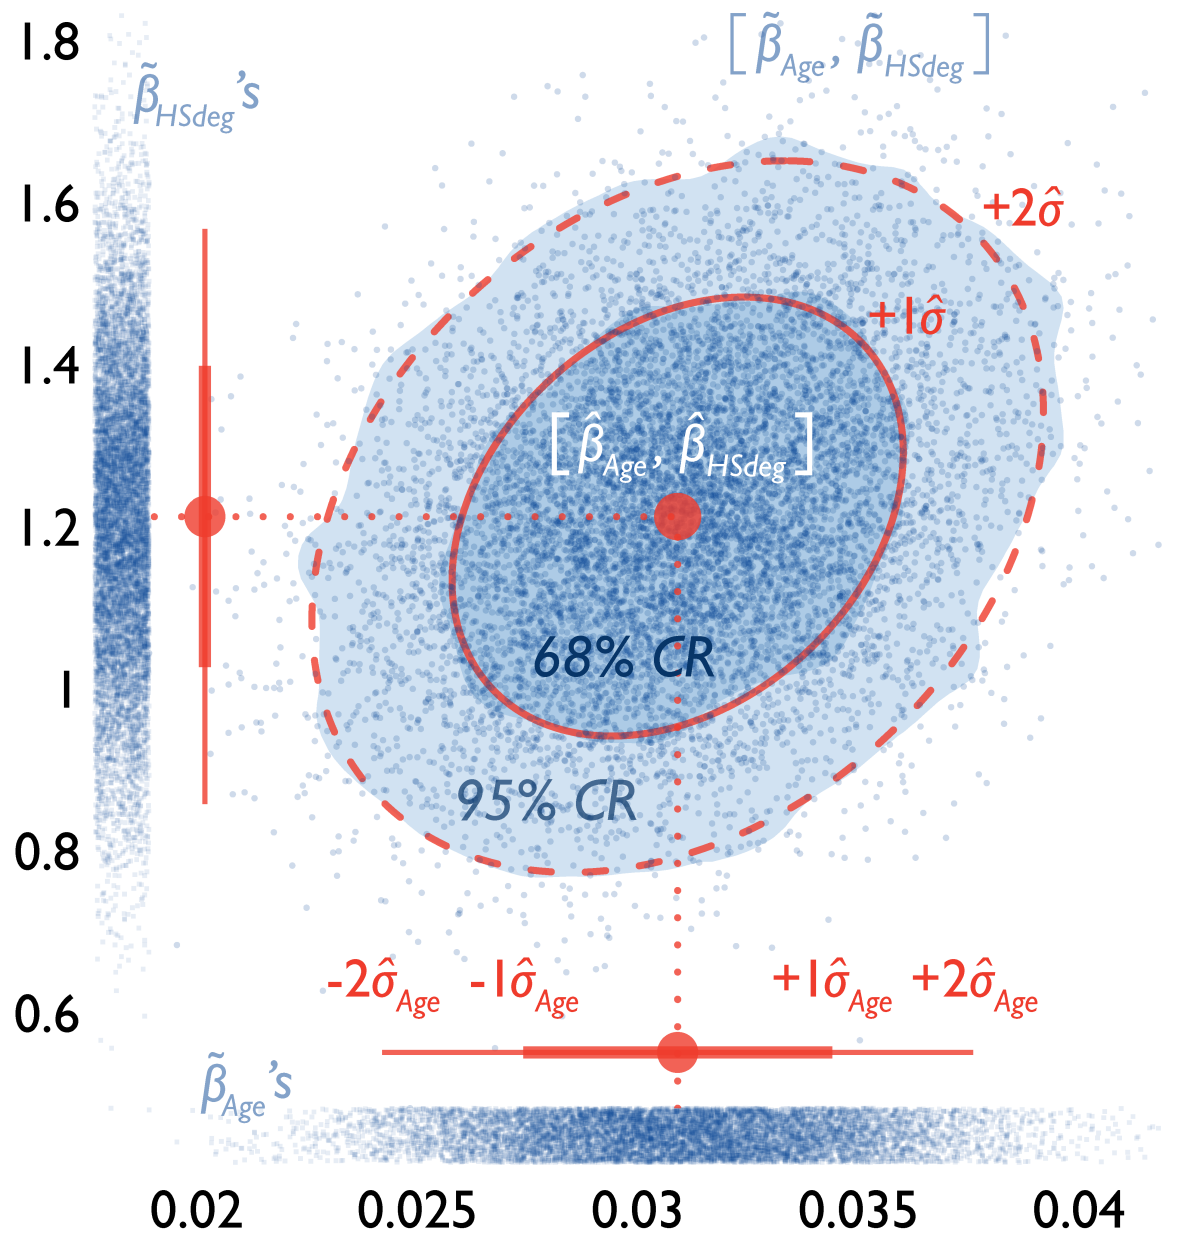 1.8
[ β̃Age, β̃HSdeg ]
β̃HSdeg's
1.6
+2σ̂
+1σ̂
1.4
[ β̂Age, β̂HSdeg ]
1.2
68% CR
1
95% CR
0.8
-2σ̂Age -1σ̂Age +1σ̂Age +2σ̂Age
0.6
β̃Age's
0.02 0.025 0.03 0.035 0.04